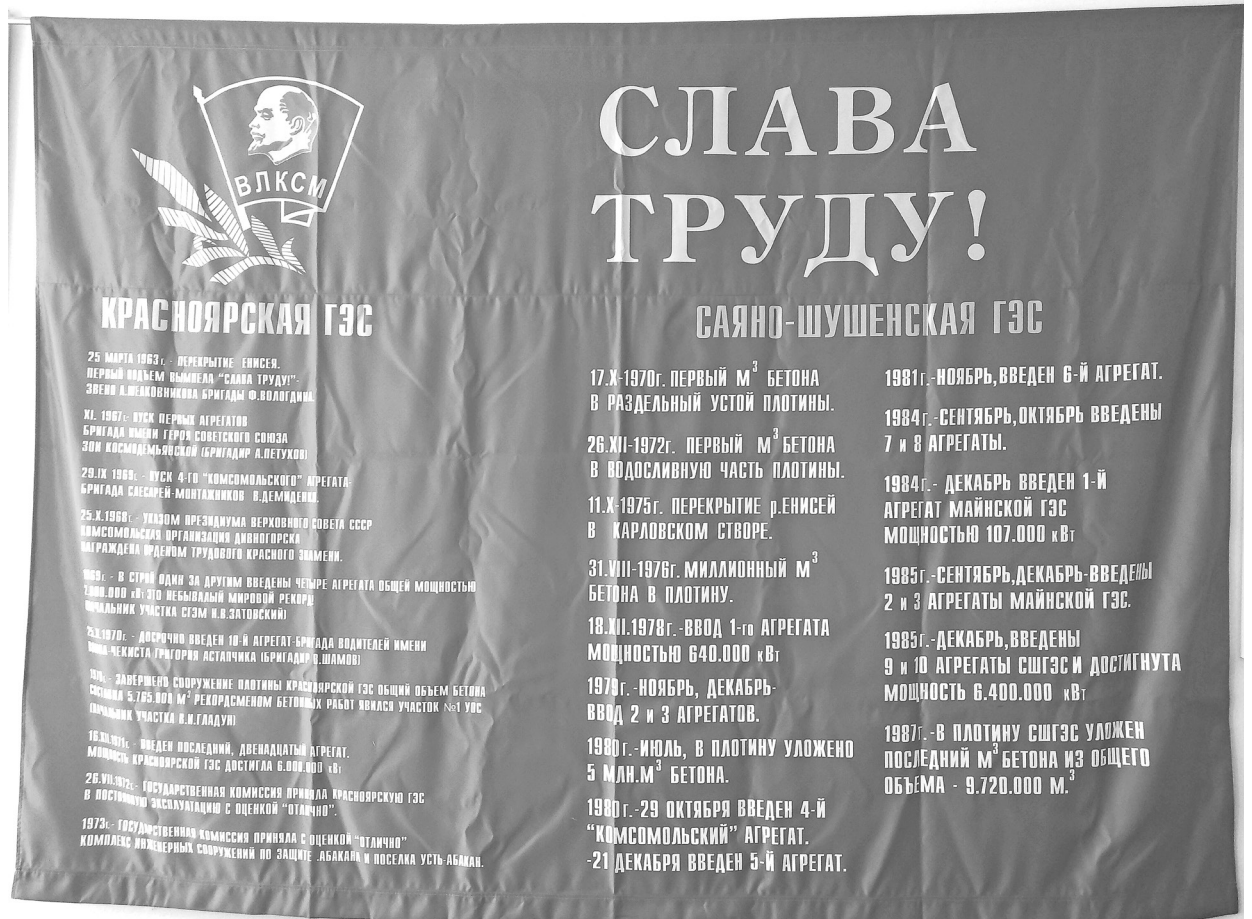 ВЛКСМ
СЛАВА
ТРУДУ!
КРАСНОЯРСКАЯ ГЭС
25 МАРТА 1963г. - ПЕРЕКРЫТИЕ ЕНИСЕЯ.
ПЕРВЫЙ ПОДЪЕМ ВЫМПЕЛА "СЛАВА ТРУДУ!"-
ЗВЕНО А.ШЕЛКОВНИКОВА БРИГАДЫ Ф.ВОЛОГДИНА.
XI. 1967г.- ПУСК ПЕРВЫХ АГРЕГАТОВ
БРИГАДА ИМЕНИ ГЕРОЯ СОВЕТСКОГО СОЮЗА
ЗОИ КОСМОДЕМЬЯНСКОЙ (БРИГАДИР А.ПЕТУХОВ)
29.IX 1968г. - ПУСК 4-ГО "КОМСОМОЛЬСКОГО" АГРЕГАТА-
БРИГАДА СЛЕСАРЕЙ-МОНТАЖНИКОВ В.ДЕМИДЕНКО.
25.X.1968г. - УКАЗОМ ПРЕЗИДИУМА ВЕРХОВНОГО СОВЕТА СССР
КОМСОМОЛЬСКАЯ ОРГАНИЗАЦИЯ ДИВНОГОРСКА
НАГРАЖДЕНА ОРДЕНОМ ТРУДОВОГО КРАСНОГО ЗНАМЕНИ.
- В СТРОЙ ОДИН ЗА ДРУГИМ ВВЕДЕНЫ ЧЕТЫРЕ АГРЕГАТА ОБЩЕЙ МОЩНОСТЬЮ
кВт ЭТО НЕБЫВАЛЫЙ МИРОВОЙ РЕКОРД!
НАЧАЛЬНИК УЧАСТКА СГЭМ Н.В.ЗАТОВСКИЙ)
1970г. - ДОСРОЧНО ВВЕДЕН 10-Й АГРЕГАТ-БРИГАДА ВОДИТЕЛЕЙ ИМЕНИ
ЧЕКИСТА ГРИГОРИЯ АСТАПЧИКА (БРИГАДИР ШАМОВ)
- ЗАВЕРШЕНО СООРУЖЕНИЕ ПЛОТИНЫ КРАСНОЯРСКОЙ ГЭС ОБЩИЙ ОБЪЕМ БЕТОНА
СОСТАВИЛ 5.765.000 М³ РЕКОРДСМЕНОМ БЕТОННЫХ РАБОТ ЯВИЛСЯ УЧАСТОК №1 УОС
(НАЧАЛЬНИК УЧАСТКА В.И.ГЛАДУН)
16.XII.1971г. - ВВЕДЕН ПОСЛЕДНИЙ, ДВЕНАДЦАТЫЙ АГРЕГАТ.
МОЩНОСТЬ КРАСНОЯРСКОЙ ГЭС ДОСТИГЛА 6.000.000 кВт
26.VII.1972г.- ГОСУДАРСТВЕННАЯ КОМИССИЯ ПРИНЯЛА КРАСНОЯРСКУЮ ГЭС
В ПОСТОЯННУЮ ЭКСПЛУАТАЦИЮ С ОЦЕНКОЙ "ОТЛИЧНО".
1973г.- ГОСУДАРСТВЕННАЯ КОМИССИЯ ПРИНЯЛА С ОЦЕНКОЙ "ОТЛИЧНО"
КОМПЛЕКС ИНЖЕНЕРНЫХ СООРУЖЕНИЙ ПО ЗАЩИТЕ .АБАКАНА И ПОСЕЛКА УСТЬ-АБАКАН.
САЯНО-ШУШЕНСКАЯ ГЭС
17.X-1970г. ПЕРВЫЙ М³ БЕТОНА
В РАЗДЕЛЬНЫЙ УСТОЙ ПЛОТИНЫ.
26.XII-1972г. ПЕРВЫЙ М³ БЕТОНА
В ВОДОСЛИВНУЮ ЧАСТЬ ПЛОТИНЫ.
11.X-1975г. ПЕРЕКРЫТИЕ р.ЕНИСЕЙ
В КАРЛОВСКОМ СТВОРЕ.
31.VIII-1976г. МИЛЛИОННЫЙ М³
БЕТОНА В ПЛОТИНУ.
18.XII.1978г.-ВВОД 1-го АГРЕГАТА
МОЩНОСТЬЮ 640.000 кВт
1979г.-НОЯБРЬ, ДЕКАБРЬ-
ВВОД 2 и 3 АГРЕГАТОВ.
1980г.-ИЮЛЬ, В ПЛОТИНУ УЛОЖЕНО
5 МЛН.М³ БЕТОНА.
1980г.-29 ОКТЯБРЯ ВВЕДЕН 4-Й
"КОМСОМОЛЬСКИЙ" АГРЕГАТ.
-21 ДЕКАБРЯ ВВЕДЕН 5-Й АГРЕГАТ.
1981г.-НОЯБРЬ,ВВЕДЕН 6-Й АГРЕГАТ.
1984г.-СЕНТЯБРЬ,ОКТЯБРЬ ВВЕДЕНЫ
7 и 8 АГРЕГАТЫ.
1984г.- ДЕКАБРЬ ВВЕДЕН 1-Й
АГРЕГАТ МАЙНСКОЙ ГЭС
МОЩНОСТЬЮ 107.000 кВт
1985г.-СЕНТЯБРЬ,ДЕКАБРЬ-ВВЕДЕНЫ
2 и 3 АГРЕГАТЫ МАЙНСКОЙ ГЭС.
1985г.-ДЕКАБРЬ,ВВЕДЕНЫ
9 и 10 АГРЕГАТЫ СШГЭС И ДОСТИГНУТА
МОЩНОСТЬ 6.400.000 кВт
1987г.-В ПЛОТИНУ СШГЭС УЛОЖЕН
ПОСЛЕДНИЙ М³ БЕТОНА ИЗ ОБЩЕГО
ОБЪЕМА - 9.720.000 М.³